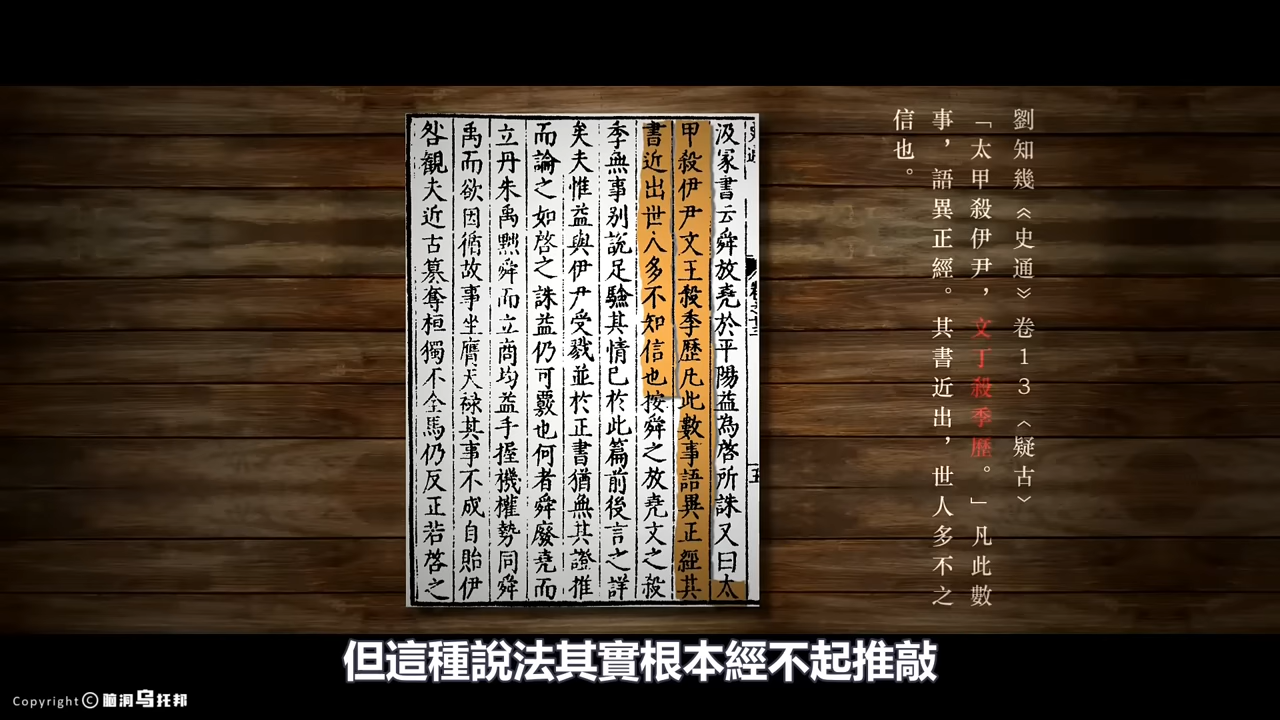 劉知幾《史通》卷13〈疑古〉
「太甲殺伊尹，文丁殺季歷。」凡此數
事，語異正經。其書近出，世人多不之
信也。
汲冢書云舜放堯於平陽益為啓所誅又曰太
甲殺伊尹文王殺季歷凡此數事語異正經其
書近出世人多不知信也按舜之放堯文之殺
季無事別說足驗其情已於此篇前後言之詳
矣夫惟益與伊尹受戮並於正書猶無其證推
而論之如啓之誅益仍可覈也何者舜廢堯而
立丹朱禹黜舜而立商均益手握機權勢同舜
禹而欲因循故事坐膺天祿其事不成自貽伊
咎觀夫近古篡奪桓獨不全馬仍反正若啓之
但這種說法其實根本經不起推敲
Copyright © 腦洞烏托邦